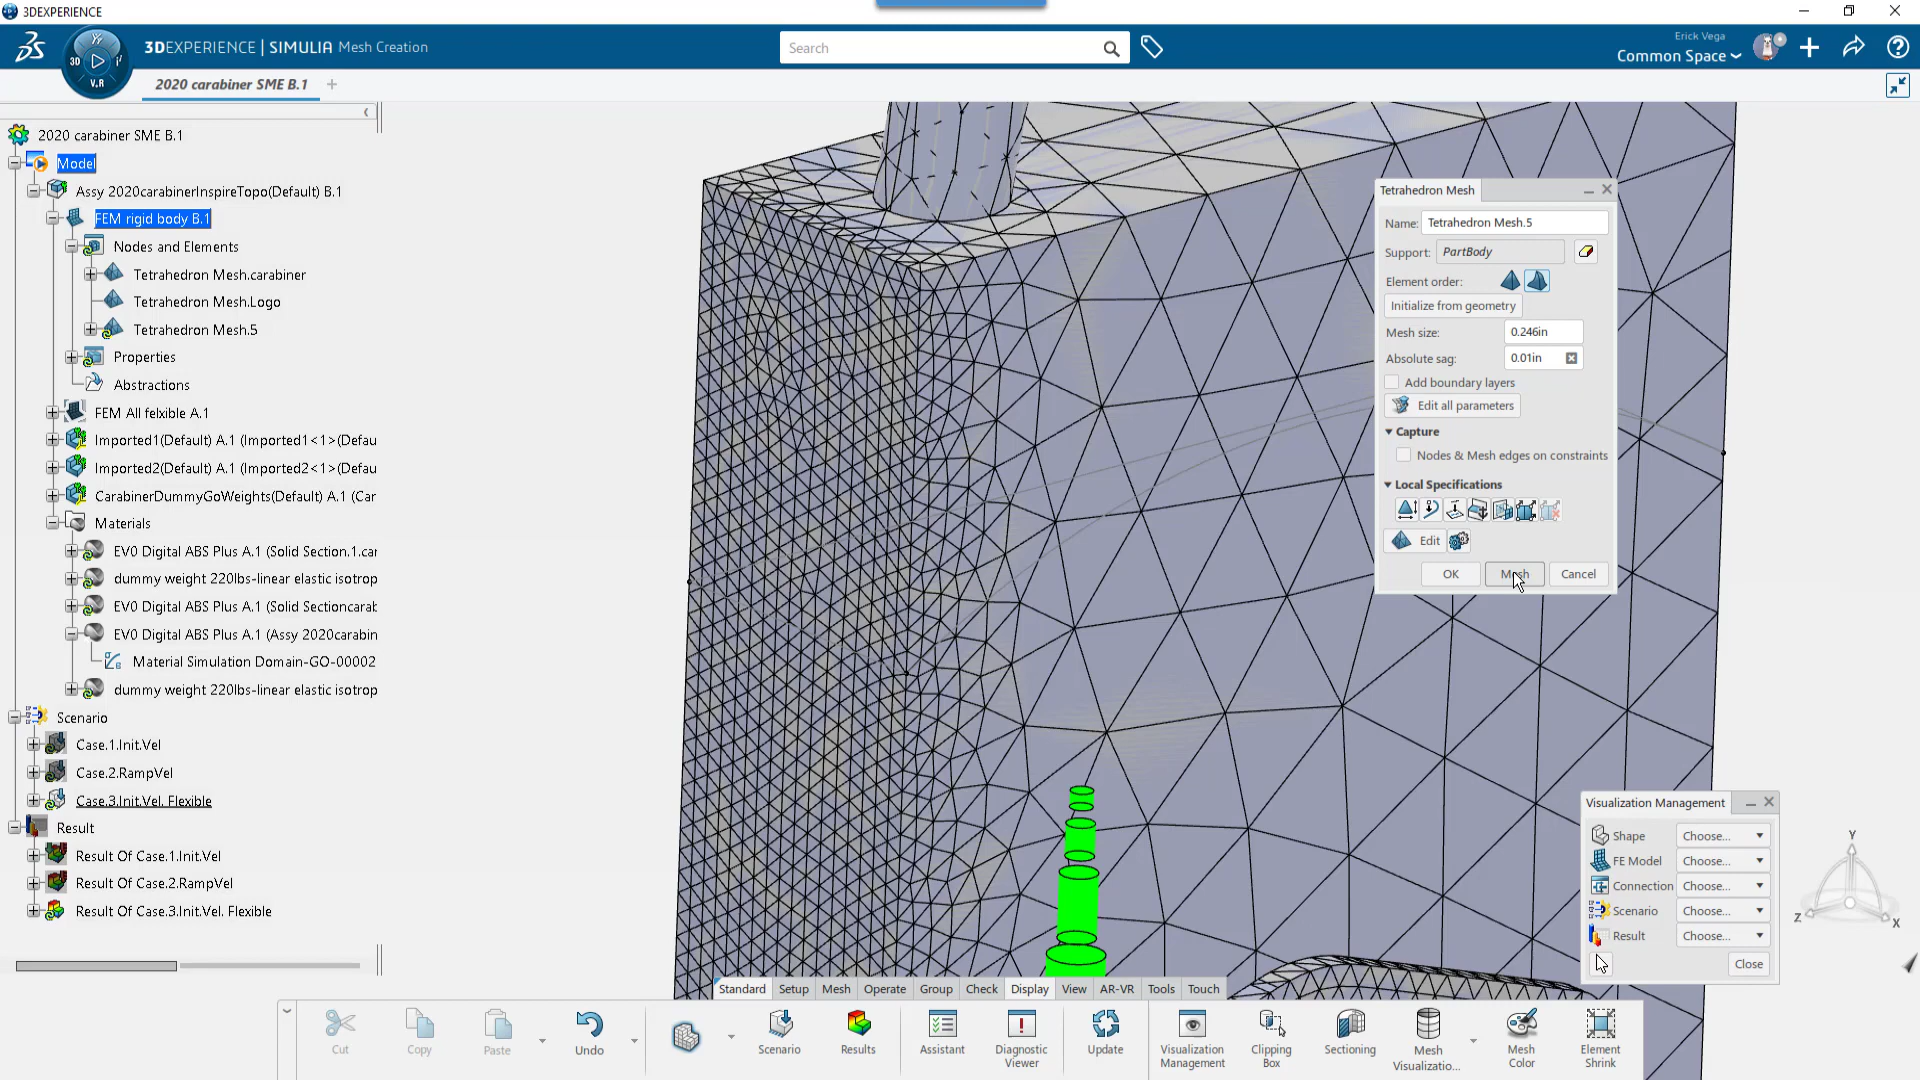 3DEXPERIENCE
3DEXPERIENCE | SIMULIA Mesh Creation
Search
Erick Vega
Common Space
3D
V.R
2020 carabiner SME B.1
2020 carabiner SME B.1
Model
Assy 2020carabinerInspireTopo(Default) B.1
FEM rigid body B.1
Nodes and Elements
Tetrahedron Mesh.carabiner
Tetrahedron Mesh.Logo
Tetrahedron Mesh.5
Properties
Abstractions
FEM All felxible A.1
Imported1(Default) A.1 (Imported1<1>(Defau
Imported2(Default) A.1 (Imported2<1>(Defau
CarabinerDummyGoWeights(Default) A.1 (Car
Materials
EV0 Digital ABS Plus A.1 (Solid Section.1.car
dummy weight 220lbs-linear elastic isotrop
EV0 Digital ABS Plus A.1 (Solid Sectioncarab
EV0 Digital ABS Plus A.1 (Assy 2020carabin
Material Simulation Domain-GO-00002
dummy weight 220lbs-linear elastic isotrop
Scenario
Case.1.Init.Vel
Case.2.RampVel
Case.3.Init.Vel. Flexible
Result
Result Of Case.1.Init.Vel
Result Of Case.2.RampVel
Result Of Case.3.Init.Vel. Flexible
Tetrahedron Mesh
Name: Tetrahedron Mesh.5
Support: PartBody
Element order:
Initialize from geometry
Mesh size: 0.246in
Absolute sag: 0.01in
Add boundary layers
Edit all parameters
Capture
Nodes & Mesh edges on constraints
Local Specifications
Edit
OK Mesh Cancel
Visualization Management
Shape Choose...
FE Model Choose...
Connection Choose...
Scenario Choose...
Result Choose...
Close
Y
Z
X
Standard Setup Mesh Operate Group Check Display View AR-VR Tools Touch
Cut
Copy
Paste
Undo
Scenario
Results
Assistant
Diagnostic
Viewer
Update
Visualization
Management
Clipping
Box
Sectioning
Mesh
Visualizatio...
Mesh
Color
Element
Shrink